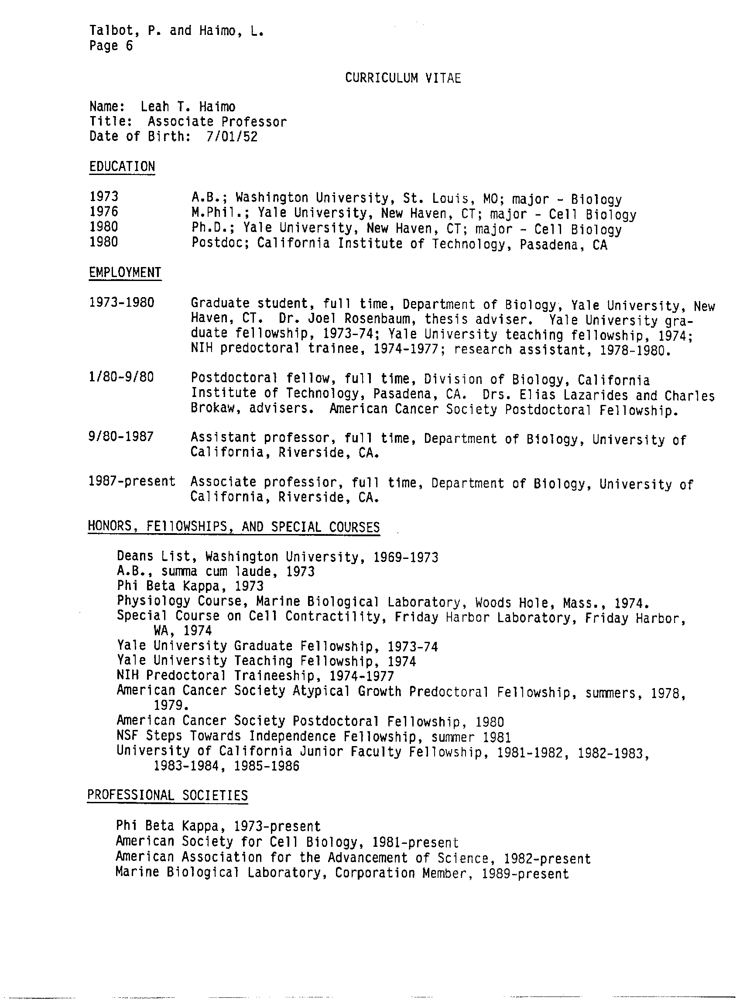 Talbot, P. and Haimo, L.
Page 6
CURRICULUM VITAE
Name: Leah T. Haimo
Title: Associate Professor
Date of Birth: 7/01/52
EDUCATION
1973 A.B.; Washington University, St. Louis, MO; major - Biology
1976 M.Phil.; Yale University, New Haven, CT; major - Cell Biology
1980 Ph.D.; Yale University, New Haven, CT; major - Cell Biology
1980 Postdoc; California Institute of Technology, Pasadena, CA
EMPLOYMENT
1973-1980 Graduate student, full time, Department of Biology, Yale University, New
Haven, CT. Dr. Joel Rosenbaum, thesis adviser. Yale University gra-
duate fellowship, 1973-74; Yale University teaching fellowship, 1974;
NIH predoctoral trainee, 1974-1977; research assistant, 1978-1980.
1/80-9/80 Postdoctoral fellow, full time, Division of Biology, California
Institute of Technology, Pasadena, CA. Drs. Elias Lazarides and Charles
Brokaw, advisers. American Cancer Society Postdoctoral Fellowship.
9/80-1987 Assistant professor, full time, Department of Biology, University of
California, Riverside, CA.
1987-present Associate professior, full time, Department of Biology, University of
California, Riverside, CA.
HONORS, FEllOWSHIPS, AND SPECIAL COURSES
Deans List, Washington University, 1969-1973
A.B., summa cum laude, 1973
Phi Beta Kappa, 1973
Physiology Course, Marine Biological Laboratory, Woods Hole, Mass., 1974.
Special Course on Cell Contractility, Friday Harbor Laboratory, Friday Harbor,
WA, 1974
Yale University Graduate Fellowship, 1973-74
Yale University Teaching Fellowship, 1974
NIH Predoctoral Traineeship, 1974-1977
American Cancer Society Atypical Growth Predoctoral Fellowship, summers, 1978,
1979.
American Cancer Society Postdoctoral Fellowship, 1980
NSF Steps Towards Independence Fellowship, summer 1981
University of California Junior Faculty Fellowship, 1981-1982, 1982-1983,
1983-1984, 1985-1986
PROFESSIONAL SOCIETIES
Phi Beta Kappa, 1973-present
American Society for Cell Biology, 1981-present
American Association for the Advancement of Science, 1982-present
Marine Biological Laboratory, Corporation Member, 1989-present